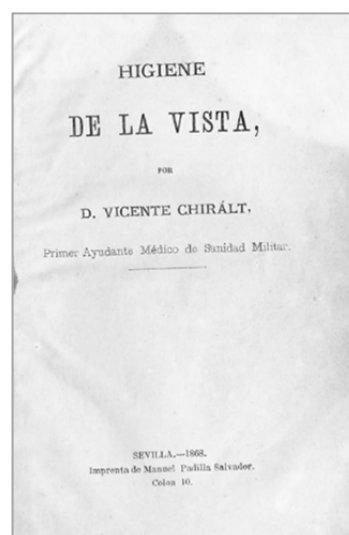 HIGIENE
DE LA VISTA,
POR
D. VICENTE CHIRÁLT,
Primer Ayudante Médico de Sanidad Militar.
SEVILLA.—1868.
Imprenta de Manuel Padilla Salvador.
Colon 10.